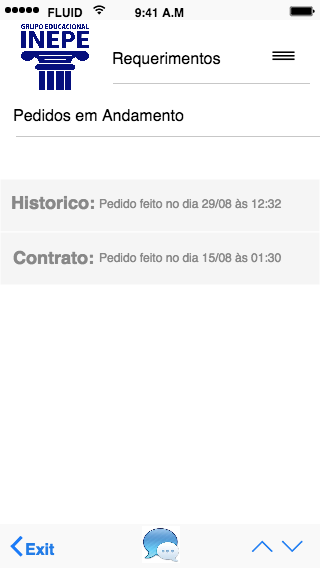 FLUID 9:41 A.M
GRUPO EDUCACIONAL
INEPE
Requerimentos
Pedidos em Andamento
Historico: Pedido feito no dia 29/08 às 12:32
Contrato: Pedido feito no dia 15/08 às 01:30
Exit